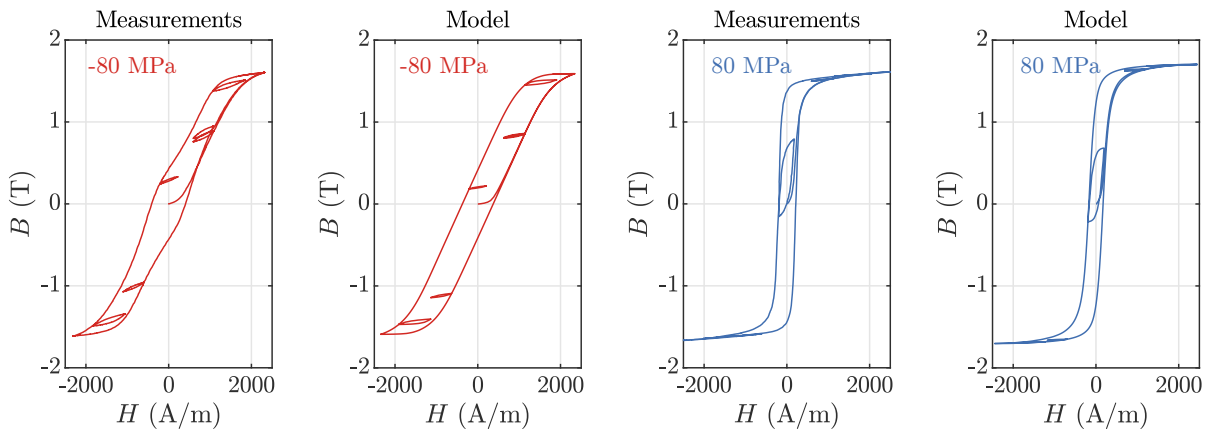 Measurements
-80 MPa
2
1
0
-1
-2
B (T)
-2000 0 2000
H (A/m)
Model
-80 MPa
2
1
0
-1
-2
B (T)
-2000 0 2000
H (A/m)
Measurements
80 MPa
2
1
0
-1
-2
B (T)
-2000 0 2000
H (A/m)
Model
80 MPa
2
1
0
-1
-2
B (T)
-2000 0 2000
H (A/m)